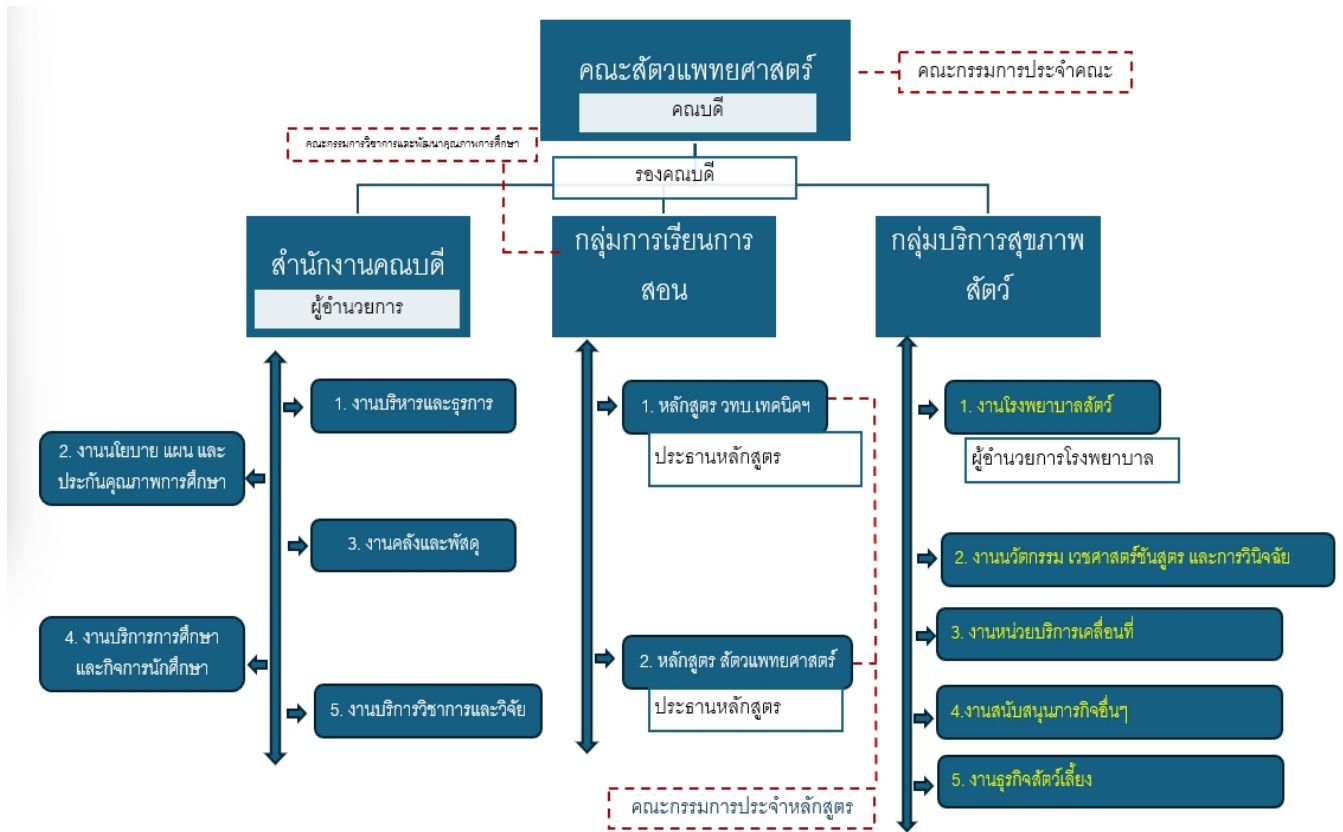 คณะสัตวแพทยศาสตร์
คณบดี
คณะกรรมการประจำคณะ
คณะกรรมการวิชาการและพัฒนาคุณภาพการศึกษา
รองคณบดี
สำนักงานคณบดี
ผู้อำนวยการ
กลุ่มการเรียนการ
สอน
กลุ่มบริการสุขภาพ
สัตว์
1. งานบริหารและธุรการ
2. งานนโยบาย แผน และ
ประกันคุณภาพการศึกษา
3. งานคลังและพัสดุ
4. งานบริการการศึกษา
และกิจการนักศึกษา
5. งานบริการวิชาการและวิจัย
1. หลักสูตร วทบ.เทคนิคฯ
ประธานหลักสูตร
2. หลักสูตร สัตวแพทยศาสตร์
ประธานหลักสูตร
คณะกรรมการประจำหลักสูตร
1. งานโรงพยาบาลสัตว์
ผู้อำนวยการโรงพยาบาล
2. งานนวัตกรรม เวชศาสตร์ชันสูตร และการวินิจฉัย
3. งานหน่วยบริการเคลื่อนที่
4.งานสนับสนุนภารกิจอื่นๆ
5. งานธุรกิจสัตว์เลี้ยง